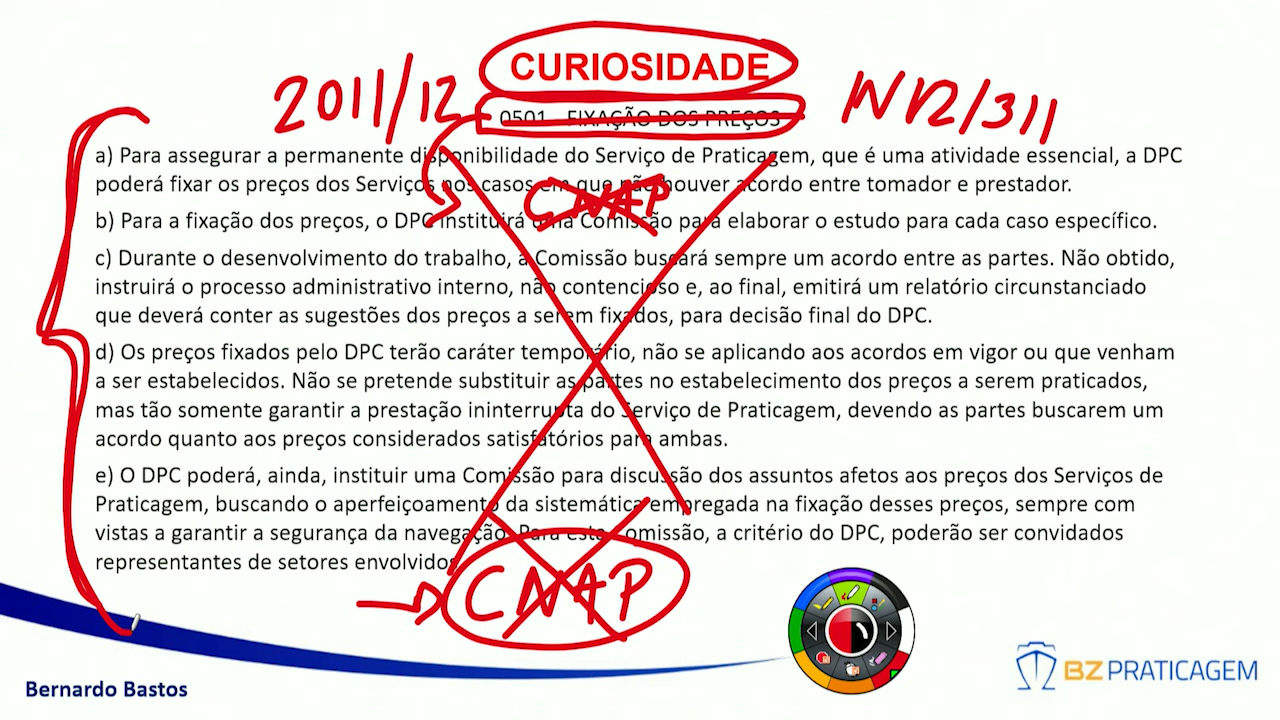 CURIOSIDADE
2011/12
0501 - FIXAÇÃO DOS PREÇOS
a) Para assegurar a permanente disponibilidade do Serviço de Praticagem, que é uma atividade essencial, a DPC
poderá fixar os preços dos Serviços nos casos em que não houver acordo entre tomador e prestador.
CNAP
b) Para a fixação dos preços, o DPC instituirá uma Comissão para elaborar o estudo para cada caso específico.
c) Durante o desenvolvimento do trabalho, a Comissão buscará sempre um acordo entre as partes. Não obtido,
instruirá o processo administrativo interno, não contencioso e, ao final, emitirá um relatório circunstanciado
que deverá conter as sugestões dos preços a serem fixados, para decisão final do DPC.
d) Os preços fixados pelo DPC terão caráter temporário, não se aplicando aos acordos em vigor ou que venham
a ser estabelecidos. Não se pretende substituir as partes no estabelecimento dos preços a serem praticados,
mas tão somente garantir a prestação ininterrupta do Serviço de Praticagem, devendo as partes buscarem um
acordo quanto aos preços considerados satisfatórios para ambas.
e) O DPC poderá, ainda, instituir uma Comissão para discussão dos assuntos afetos aos preços dos Serviços de
Praticagem, buscando o aperfeiçoamento da sistemática empregada na fixação desses preços, sempre com
vistas a garantir a segurança da navegação. Para esta Comissão, a critério do DPC, poderão ser convidados
representantes de setores envolvidos.
CNAP
Bernardo Bastos
BZ PRATICAGEM